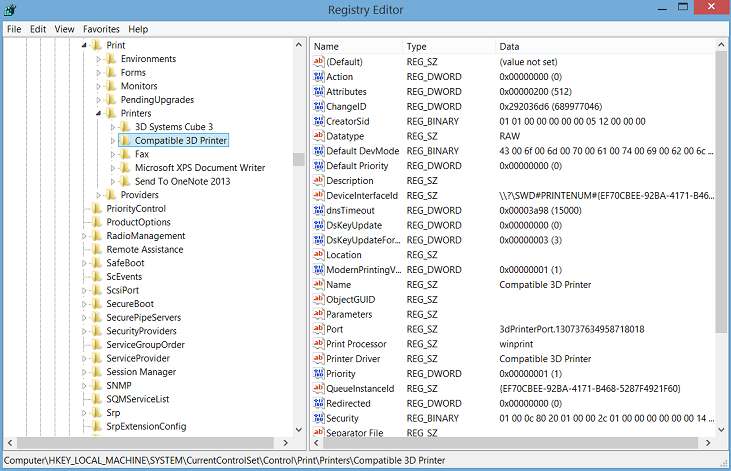 Registry Editor
File Edit View Favorites Help
Print
Environments
Forms
Monitors
PendingUpgrades
Printers
3D Systems Cube 3
Compatible 3D Printer
Fax
Microsoft XPS Document Writer
Send To OneNote 2013
Providers
PriorityControl
ProductOptions
RadioManagement
Remote Assistance
SafeBoot
ScEvents
ScsiPort
SecureBoot
SecurePipeServers
SecurityProviders
ServiceGroupOrder
ServiceProvider
Session Manager
SNMP
SQMServiceList
Srp
SrpExtensionConfig
Name Type Data
(Default) REG_SZ (value not set)
Action REG_DWORD 0x00000000 (0)
Attributes REG_DWORD 0x00000200 (512)
ChangeID REG_DWORD 0x292036d6 (689977046)
CreatorSid REG_BINARY 01 01 00 00 00 00 00 05 12 00 00 00
Datatype REG_SZ RAW
Default DevMode REG_BINARY 43 00 6f 00 6d 00 70 00 61 00 74 00 69 00 62 00 6c ...
Default Priority REG_DWORD 0x00000000 (0)
Description REG_SZ
DeviceInterfaceId REG_SZ \\?\SWD#PRINTENUM#{EF70CBEE-92BA-4171-B46...
dnsTimeout REG_DWORD 0x00003a98 (15000)
DsKeyUpdate REG_DWORD 0x00000000 (0)
DsKeyUpdateFor... REG_DWORD 0x00000003 (3)
Location REG_SZ
ModernPrintingV... REG_DWORD 0x00000001 (1)
Name REG_SZ Compatible 3D Printer
ObjectGUID REG_SZ
Parameters REG_SZ
Port REG_SZ 3dPrinterPort.130737634958718018
Print Processor REG_SZ winprint
Printer Driver REG_SZ Compatible 3D Printer
Priority REG_DWORD 0x00000001 (1)
QueueInstanceId REG_SZ {EF70CBEE-92BA-4171-B468-5287F4921F60}
Redirected REG_DWORD 0x00000000 (0)
Security REG_BINARY 01 00 0c 80 20 01 00 00 2c 01 00 00 00 00 00 00 14 ...
Separator File REG_SZ
Computer\HKEY_LOCAL_MACHINE\SYSTEM\CurrentControlSet\Control\Print\Printers\Compatible 3D Printer